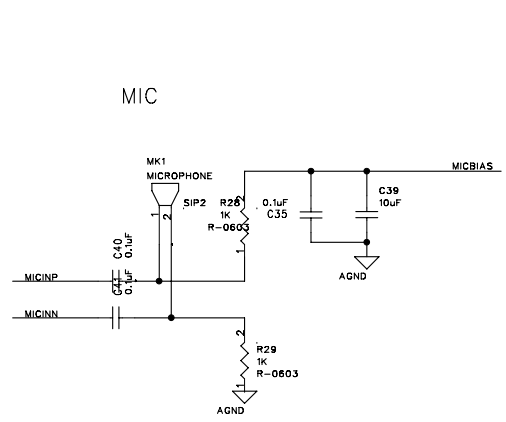 MIC
MK1
MICROPHONE
SIP2
1
2
MICBIAS
2
R28
1K
R-0603
1
0.1uF
C35
C39
10uF
AGND
C40
0.1uF
MICINP
C41
0.1uF
MICINN
2
R29
1K
R-0603
1
AGND